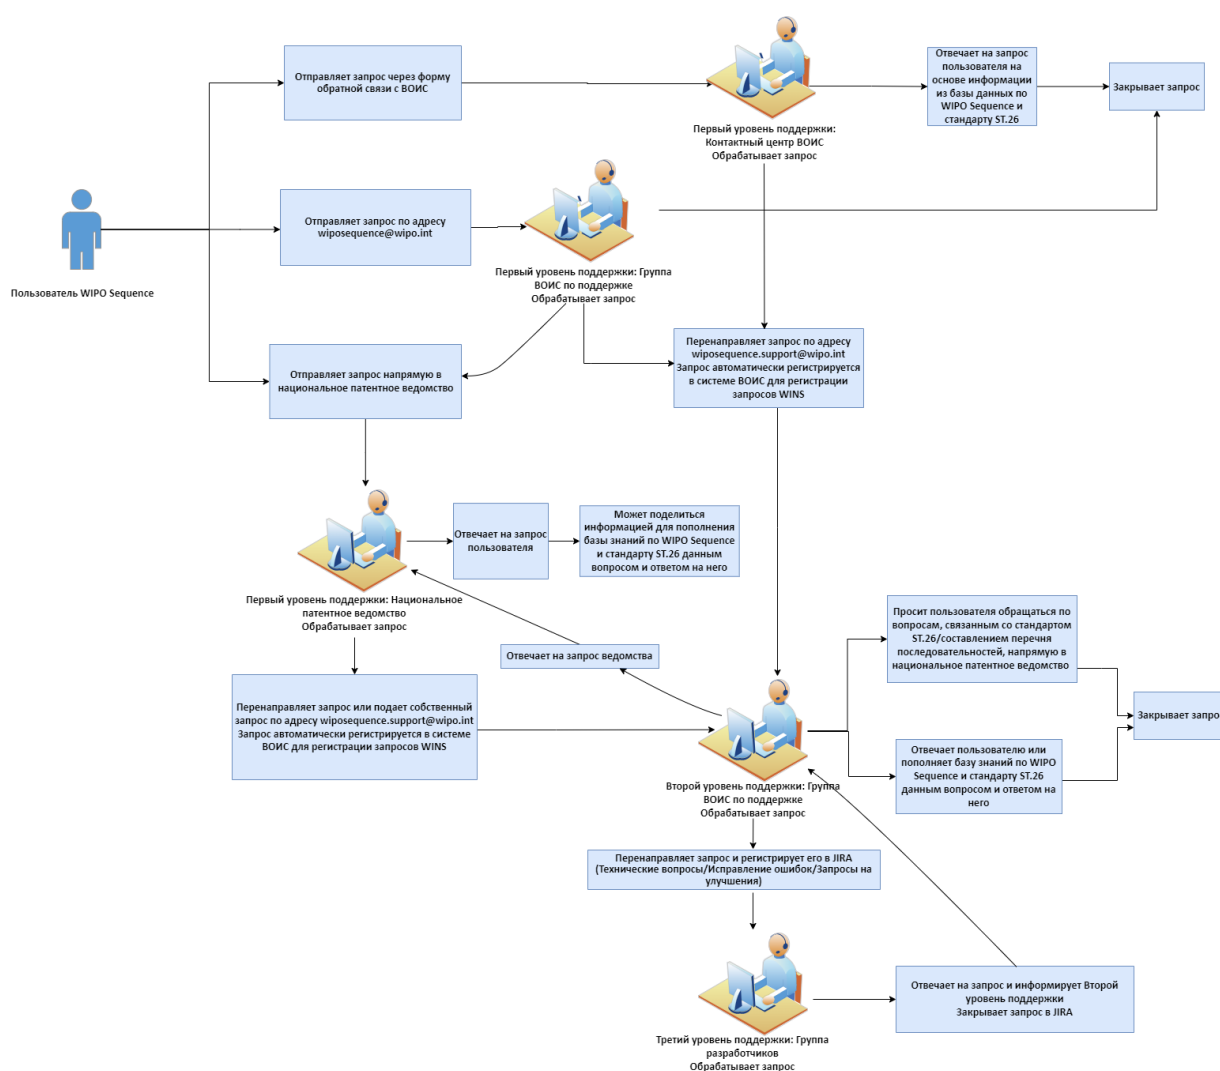 Отправляет запрос через форму
обратной связи с ВОИС
Первый уровень поддержки:
Контактный центр ВОИС
Обрабатывает запрос
Отвечает на запрос
пользователя на
основе информации
из базы данных по
WIPO Sequence и
стандарту ST.26
Закрывает запрос
Пользователь WIPO Sequence
Отправляет запрос по адресу
wiposequence@wipo.int
Первый уровень поддержки: Группа
ВОИС по поддержке
Обрабатывает запрос
Отправляет запрос напрямую в
национальное патентное ведомство
Перенаправляет запрос по адресу
wiposequence.support@wipo.int
Запрос автоматически регистрируется
в системе ВОИС для регистрации
запросов WINS
Первый уровень поддержки: Национальное
патентное ведомство
Обрабатывает запрос
Отвечает на запрос
пользователя
Может поделиться
информацией для пополнения
базы знаний по WIPO Sequence
и стандарту ST.26 данным
вопросом и ответом на него
Отвечает на запрос ведомства
Перенаправляет запрос или подает собственный
запрос по адресу wiposequence.support@wipo.int
Запрос автоматически регистрируется в системе
ВОИС для регистрации запросов WINS
Второй уровень поддержки: Группа
ВОИС по поддержке
Обрабатывает запрос
Просит пользователя обращаться по
вопросам, связанным со стандартом
ST.26/составлением перечня
последовательностей, напрямую в
национальное патентное ведомство
Отвечает пользователю или
пополняет базу знаний по WIPO
Sequence и стандарту ST.26
данным вопросом и ответом на
него
Закрывает запрос
Перенаправляет запрос и регистрирует его в JIRA
(Технические вопросы/Исправление ошибок/Запросы на
улучшения)
Третий уровень поддержки: Группа
разработчиков
Обрабатывает запрос
Отвечает на запрос и информирует Второй
уровень поддержки
Закрывает запрос в JIRA